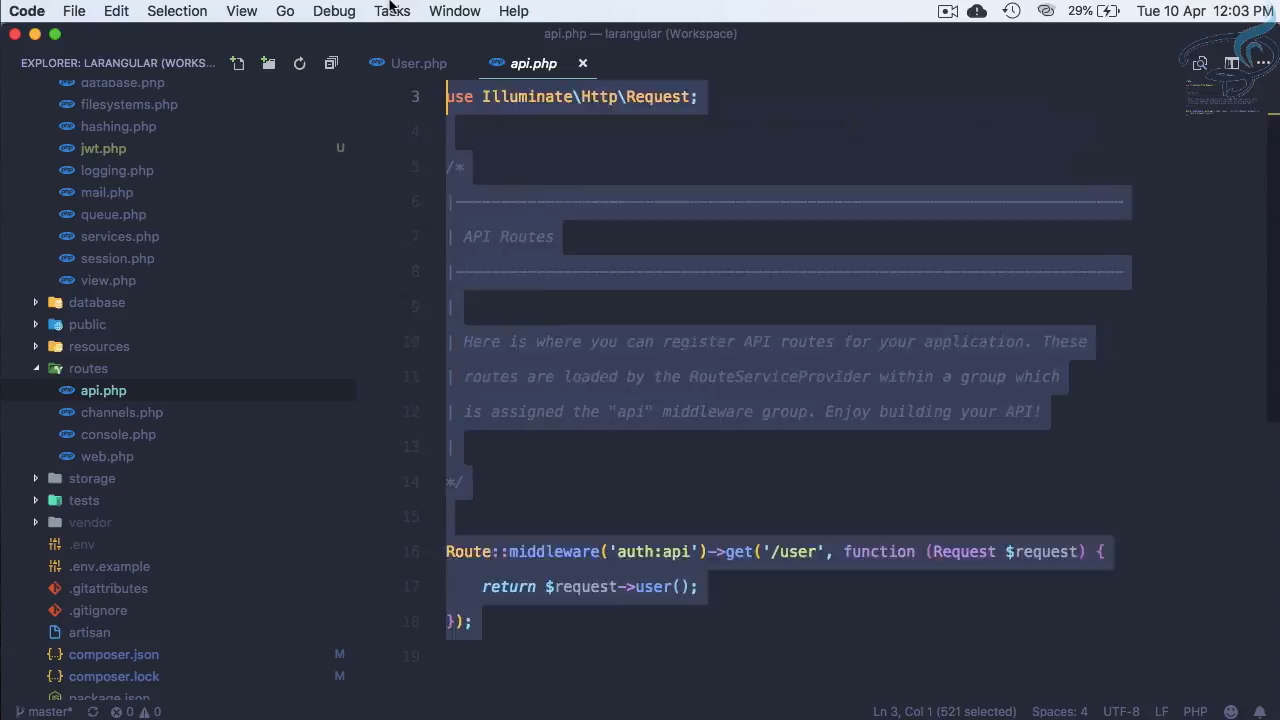 Code File Edit Selection View Go Debug Tasks Window Help 29% Tue 10 Apr 12:03 PM
api.php — larangular (Workspace)
EXPLORER: LARANGULAR (WORKS... User.php api.php
database.php
filesystems.php
hashing.php
jwt.php U
logging.php
mail.php
queue.php
services.php
session.php
view.php
database
public
resources
routes
api.php
channels.php
console.php
web.php
storage
tests
vendor
.env
.env.example
.gitattributes
.gitignore
artisan
composer.json M
composer.lock M
package.json
3 use Illuminate\Http\Request;
4
5 /*
6 |--------------------------------------------------------------------------
7 | API Routes
8 |--------------------------------------------------------------------------
9 |
10 | Here is where you can register API routes for your application. These
11 | routes are loaded by the RouteServiceProvider within a group which
12 | is assigned the "api" middleware group. Enjoy building your API!
13 |
14 */
15
16 Route::middleware('auth:api')->get('/user', function (Request $request) {
17 return $request->user();
18 });
19
master* 0 0 Ln 3, Col 1 (521 selected) Spaces: 4 UTF-8 LF PHP